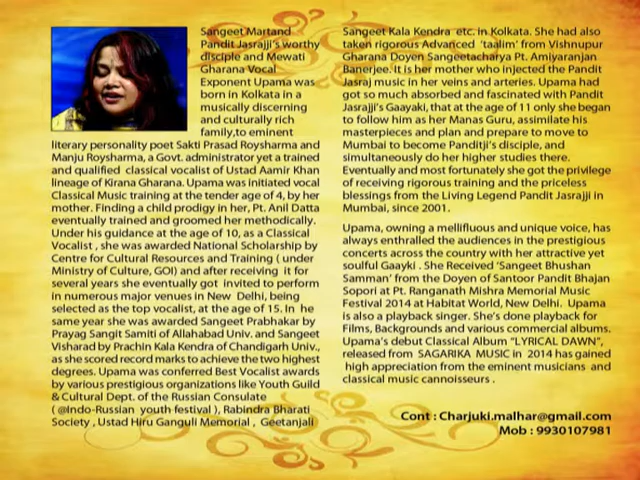 Sangeet Martand
Pandit Jasrajji's worthy
disciple and Mewati
Gharana Vocal
Exponent Upama was
born in Kolkata in a
musically discerning
and culturally rich
family,to eminent
literary personality poet Sakti Prasad Roysharma and
Manju Roysharma, a Govt. administrator yet a trained
and qualified classical vocalist of Ustad Aamir Khan
lineage of Kirana Gharana. Upama was initiated vocal
Classical Music training at the tender age of 4, by her
mother. Finding a child prodigy in her, Pt. Anil Datta
eventually trained and groomed her methodically.
Under his guidance at the age of 10, as a Classical
Vocalist , she was awarded National Scholarship by
Centre for Cultural Resources and Training ( under
Ministry of Culture, GOI) and after receiving it for
several years she eventually got invited to perform
in numerous major venues in New Delhi, being
selected as the top vocalist, at the age of 15. In he
same year she was awarded Sangeet Prabhakar by
Prayag Sangit Samiti of Allahabad Univ. and Sangeet
Visharad by Prachin Kala Kendra of Chandigarh Univ.,
as she scored record marks to achieve the two highest
degrees. Upama was conferred Best Vocalist awards
by various prestigious organizations like Youth Guild
& Cultural Dept. of the Russian Consulate
( @Indo-Russian youth festival ), Rabindra Bharati
Society , Ustad Hiru Ganguli Memorial , Geetanjali
Sangeet Kala Kendra etc. in Kolkata. She had also
taken rigorous Advanced 'taalim' from Vishnupur
Gharana Doyen Sangeetacharya Pt. Amiyaranjan
Banerjee. It is her mother who injected the Pandit
Jasraj music in her veins and arteries. Upama had
got so much absorbed and fascinated with Pandit
Jasrajji's Gaayaki, that at the age of 11 only she began
to follow him as her Manas Guru, assimilate his
masterpieces and plan and prepare to move to
Mumbai to become Panditji's disciple, and
simultaneously do her higher studies there.
Eventually and most fortunately she got the privilege
of receiving rigorous training and the priceless
blessings from the Living Legend Pandit Jasrajji in
Mumbai, since 2001.
Upama, owning a mellifluous and unique voice, has
always enthralled the audiences in the prestigious
concerts across the country with her attractive yet
soulful Gaayki . She Received 'Sangeet Bhushan
Samman' from the Doyen of Santoor Pandit Bhajan
Sopori at Pt. Ranganath Mishra Memorial Music
Festival 2014 at Habitat World, New Delhi. Upama
is also a playback singer. She's done playback for
Films, Backgrounds and various commercial albums.
Upama's debut Classical Album "LYRICAL DAWN",
released from SAGARIKA MUSIC in 2014 has gained
high appreciation from the eminent musicians and
classical music cannoisseurs .
Cont : Charjuki.malhar@gmail.com
Mob : 9930107981